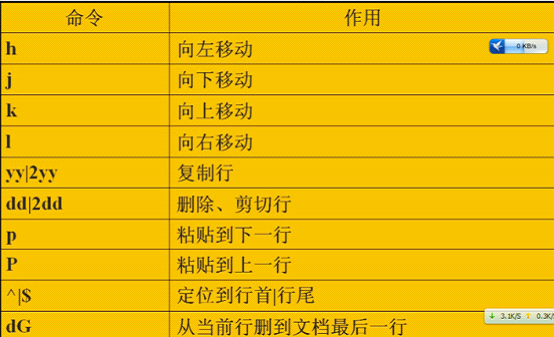 命令 作用
h 向左移动
0 KB/s
j 向下移动
k 向上移动
l 向右移动
yy|2yy 复制行
dd|2dd 删除、剪切行
p 粘贴到下一行
P 粘贴到上一行
^|$ 定位到行首|行尾
3.1K/S 0.3K/S
dG 从当前行删到文档最后一行